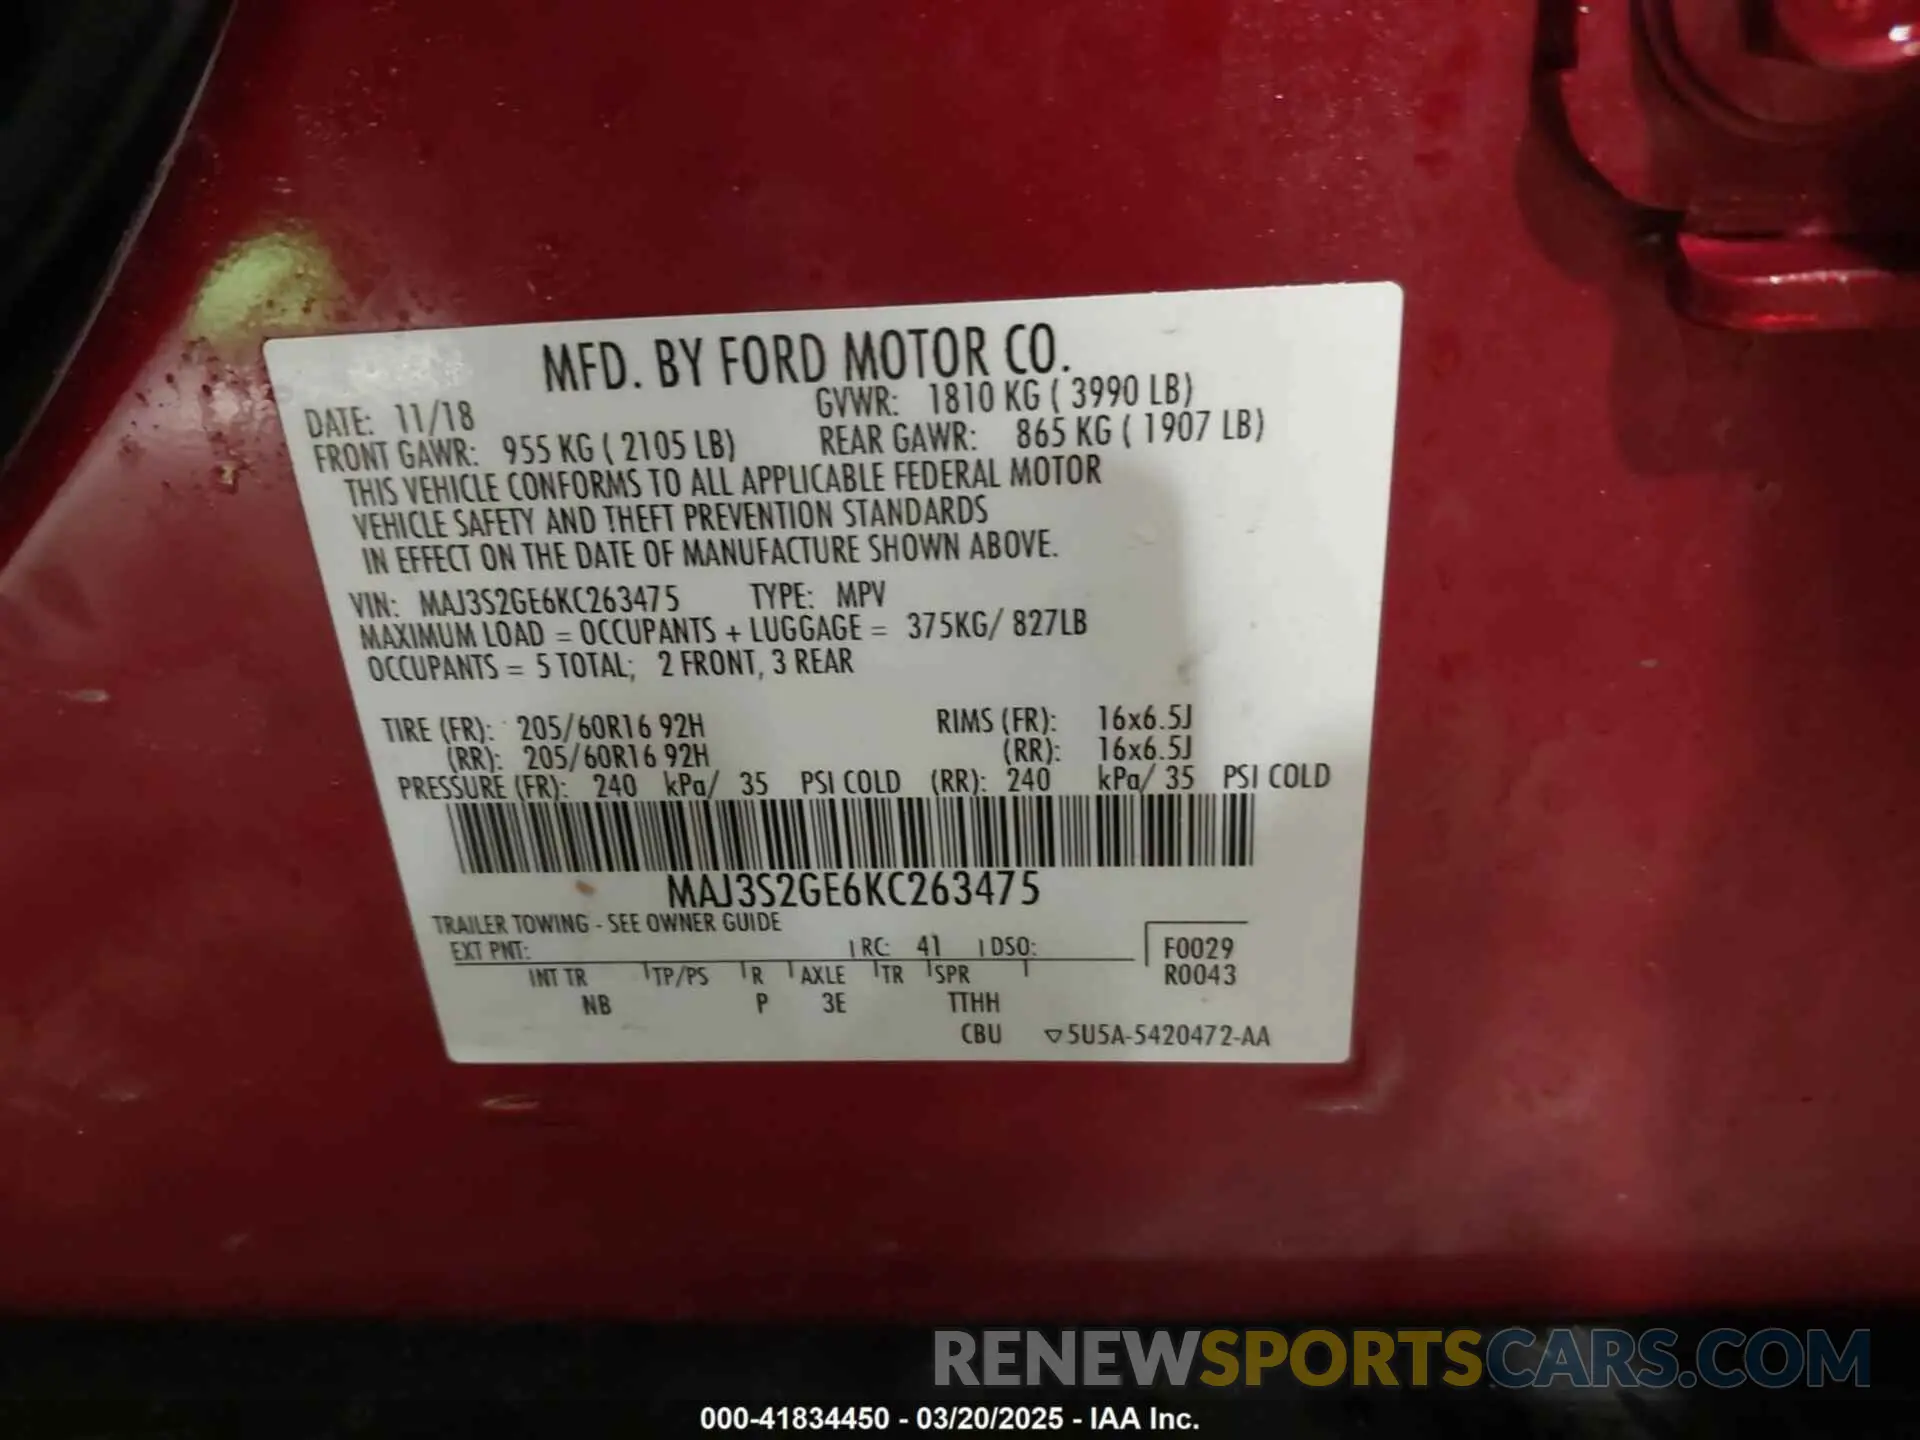 MFD. BY FORD MOTOR CO.
DATE: 11/18 GVWR: 1810 KG ( 3990 LB)
FRONT GAWR: 955 KG ( 2105 LB) REAR GAWR: 865 KG ( 1907 LB)
THIS VEHICLE CONFORMS TO ALL APPLICABLE FEDERAL MOTOR
VEHICLE SAFETY AND THEFT PREVENTION STANDARDS
IN EFFECT ON THE DATE OF MANUFACTURE SHOWN ABOVE.
VIN: MAJ3S2GE6KC263475 TYPE: MPV
MAXIMUM LOAD = OCCUPANTS + LUGGAGE = 375KG/ 827LB
OCCUPANTS = 5 TOTAL; 2 FRONT, 3 REAR
TIRE (FR): 205/60R16 92H RIMS (FR): 16x6.5J
(RR): 205/60R16 92H (RR): 16x6.5J
PRESSURE (FR): 240 kPa/ 35 PSI COLD (RR): 240 kPa/ 35 PSI COLD
MAJ3S2GE6KC263475
TRAILER TOWING - SEE OWNER GUIDE
EXT PNT: RC: 41 DSO: F0029
INT TR TP/PS R AXLE TR SPR R0043
NB P 3E TTHH
CBU ▽5U5A-5420472-AA
RENEWSPORTSCARS.COM
000-41834450 - 03/20/2025 - IAA Inc.